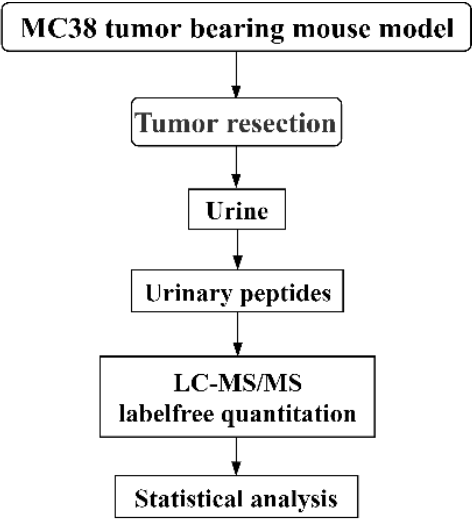 MC38 tumor bearing mouse model
Tumor resection
Urine
Urinary peptides
LC-MS/MS
labelfree quantitation
Statistical analysis